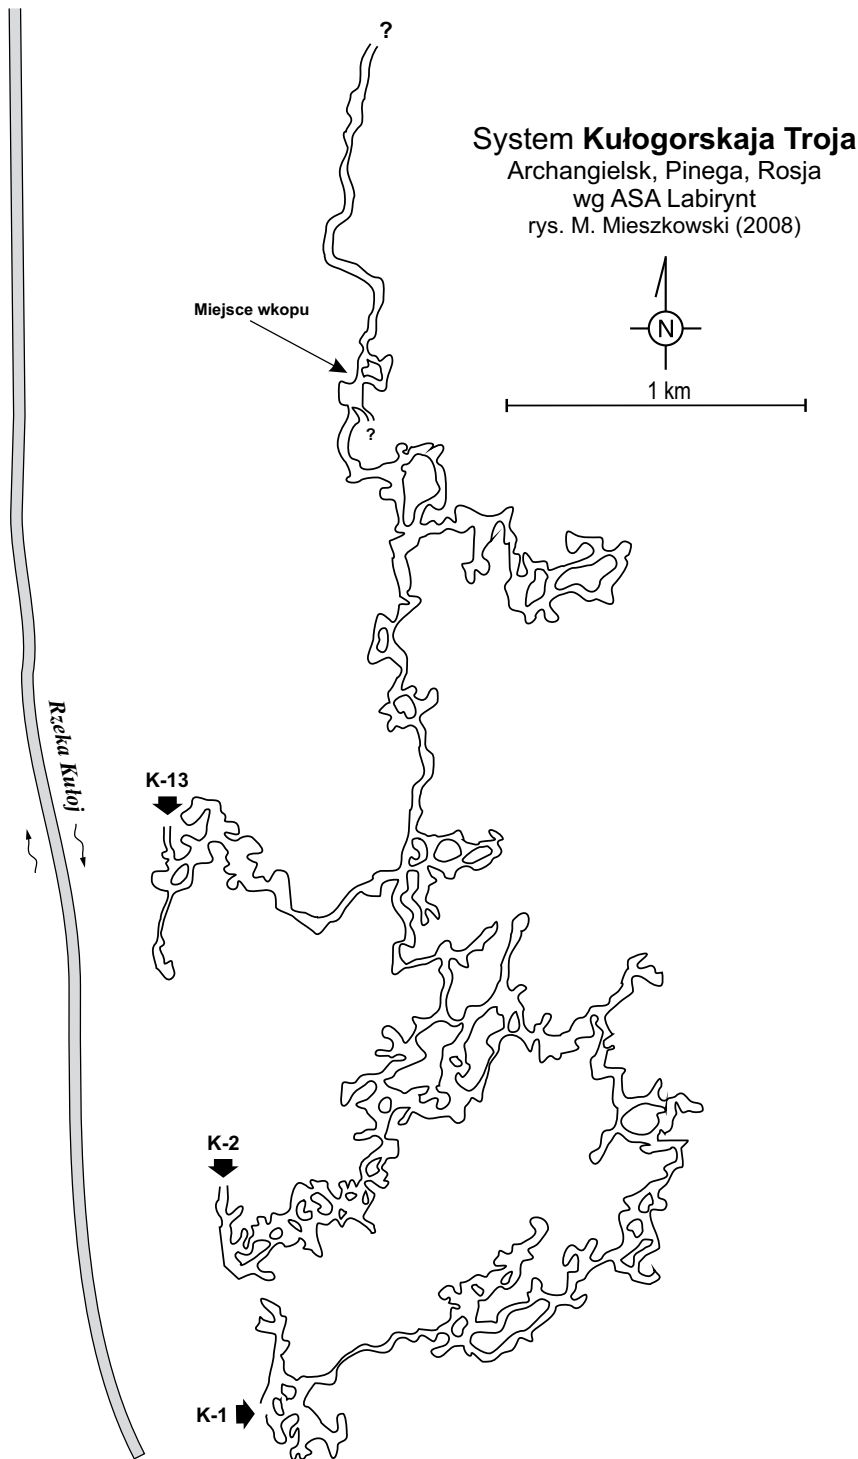 ?
System Kułogorskaja Troja
Archangielsk, Pinega, Rosja
wg ASA Labirynt
rys. M. Mieszkowski (2008)
Miejsce wkopu
N
1 km
?
Rzeka Kułoj
K-13
K-2
K-1